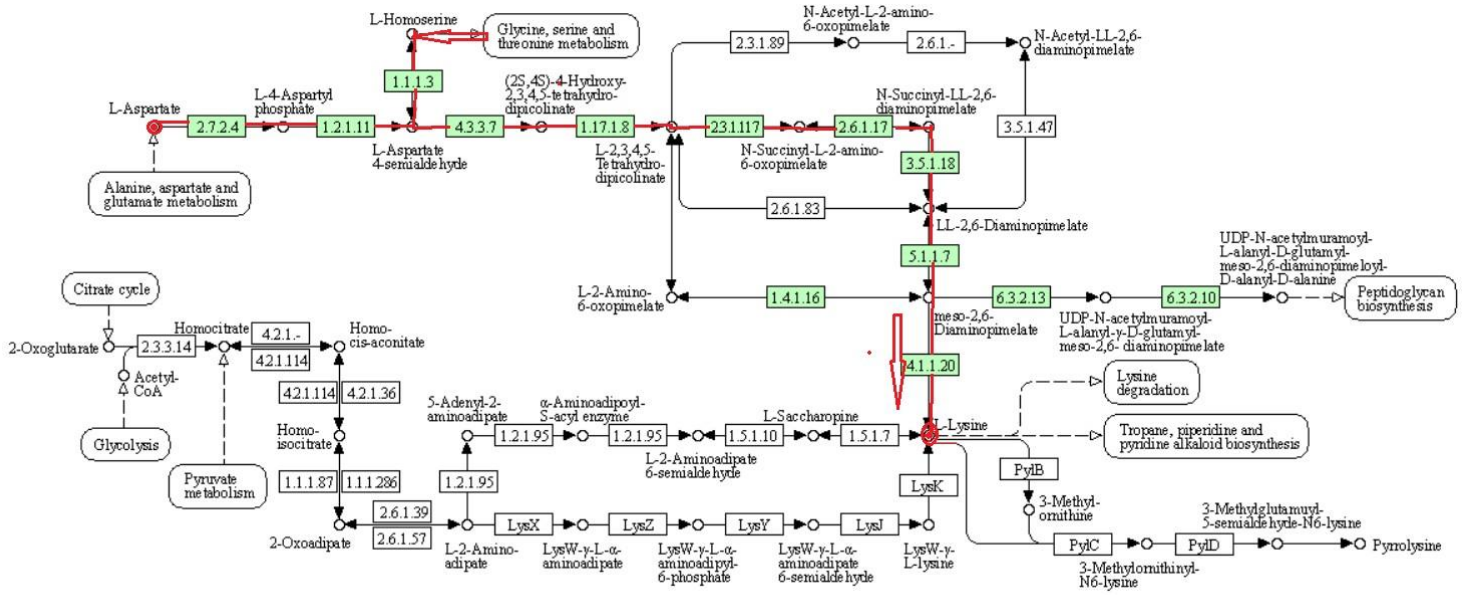 L-Homoserine
Glycine, serine and
threonine metabolism
N-Acetyl-L-2-amino-
6-oxopimelate
2.3.1.89
2.6.1.-
N-Acetyl-LL-2,6-
diaminopimelate
1.1.1.3
L-Aspartate
L-4-Aspartyl
phosphate
(2S,4S)-4-Hydroxy-
2,3,4,5-tetrahydro-
dipicolinate
N-Succinyl-LL-2,6-
diaminopimelate
2.7.2.4
1.2.1.11
4.3.3.7
1.17.1.8
2.3.1.117
2.6.1.17
3.5.1.47
L-Aspartate
4-semialdehyde
L-2,3,4,5-
Tetrahydro-
dipicolinate
N-Succinyl-L-2-amino-
6-oxopimelate
3.5.1.18
Alanine, aspartate and
glutamate metabolism
2.6.1.83
LL-2,6-Diaminopimelate
5.1.1.7
UDP-N-acetylmuramoyl-
L-alanyl-D-glutamyl-
meso-2,6-diaminopimeloyl-
D-alanyl-D-alanine
L-2-Amino-
6-oxopimelate
1.4.1.16
6.3.2.13
6.3.2.10
Peptidoglycan
biosynthesis
meso-2,6-
Diaminopimelate
UDP-N-acetylmuramoyl-
L-alanyl-γ-D-glutamyl-
meso-2,6- diaminopimelate
Citrate cycle
Homocitrate
4.2.1.-
4.2.1.114
Homo-
cis-aconitate
2-Oxoglutarate
2.3.3.14
Acetyl-
CoA
4.1.1.20
Lysine
degradation
4.2.1.114
4.2.1.36
5-Adenyl-2-
aminoadipate
α-Aminoadipoyl-
S-acyl enzyme
L-Saccharopine
L-Lysine
Glycolysis
Homo-
isocitrate
1.2.1.95
1.2.1.95
1.5.1.10
1.5.1.7
Tropane, piperidine and
pyridine alkaloid biosynthesis
L-2-Aminoadipate
6-semialdehyde
Pyruvate
metabolism
1.1.1.87
1.1.1.286
1.2.1.95
LysK
PylB
3-Methyl-
ornithine
2.6.1.39
2.6.1.57
LysX
LysZ
LysY
LysJ
3-Methylglutamuyl-
5-semialdehyde-N6-lysine
2-Oxoadipate
L-2-Amino-
adipate
LysW-γ-L-α-
aminoadipate
LysW-γ-L-α-
aminoadipyl-
6-phosphate
LysW-γ-L-α-
aminoadipate
6-semialdehyde
LysW-γ-
L-lysine
PylC
PylD
Pyrrolysine
3-Methylornithinyl-
N6-lysine